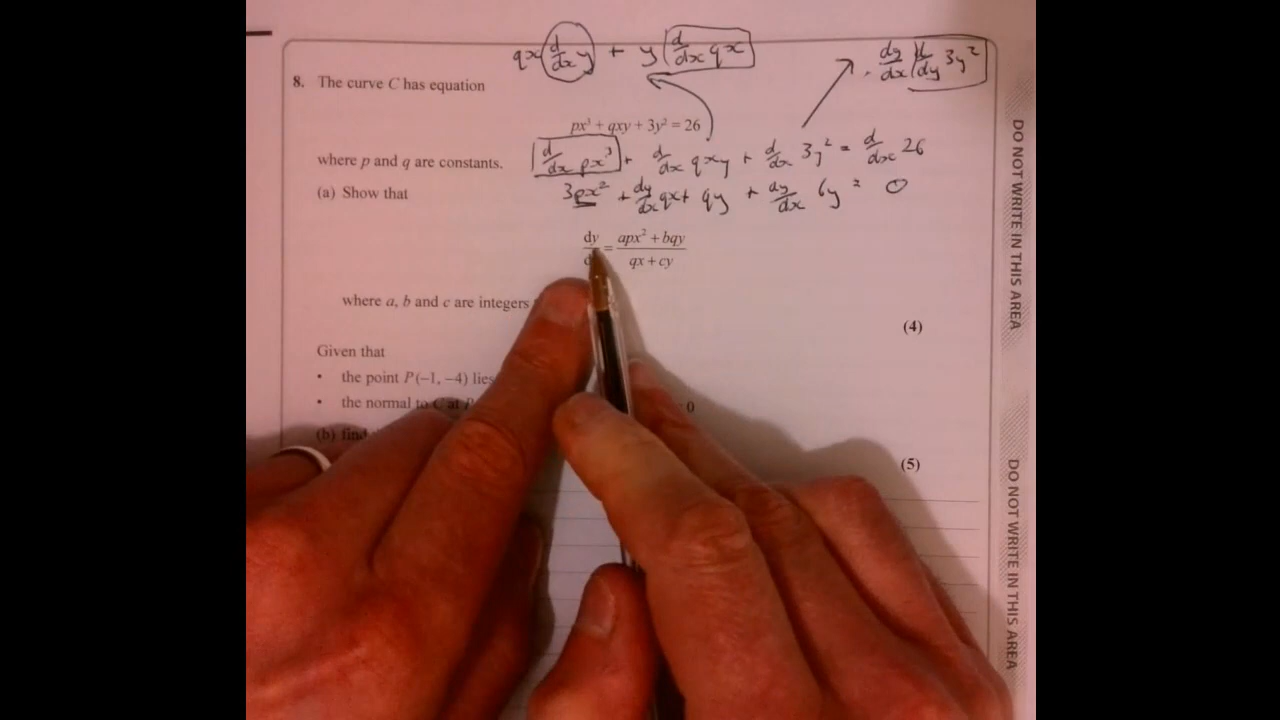 qx d/dx y + y d/dx qx
dy/dx d/dy 3y²
8. The curve C has equation
px³ + qxy + 3y² = 26
d/dx px³ + d/dx qxy + d/dx 3y² = d/dx 26
where p and q are constants.
3px² + dy/dx qx + qy + dy/dx 6y = 0
(a) Show that
dy = apx² + bqy
d qx + cy
where a, b and c are integers
(4)
Given that
• the point P(−1, −4) lies
• the normal to C at 0
(b) find
(5)
DO NOT WRITE IN THIS AREA
DO NOT WRITE IN THIS AREA